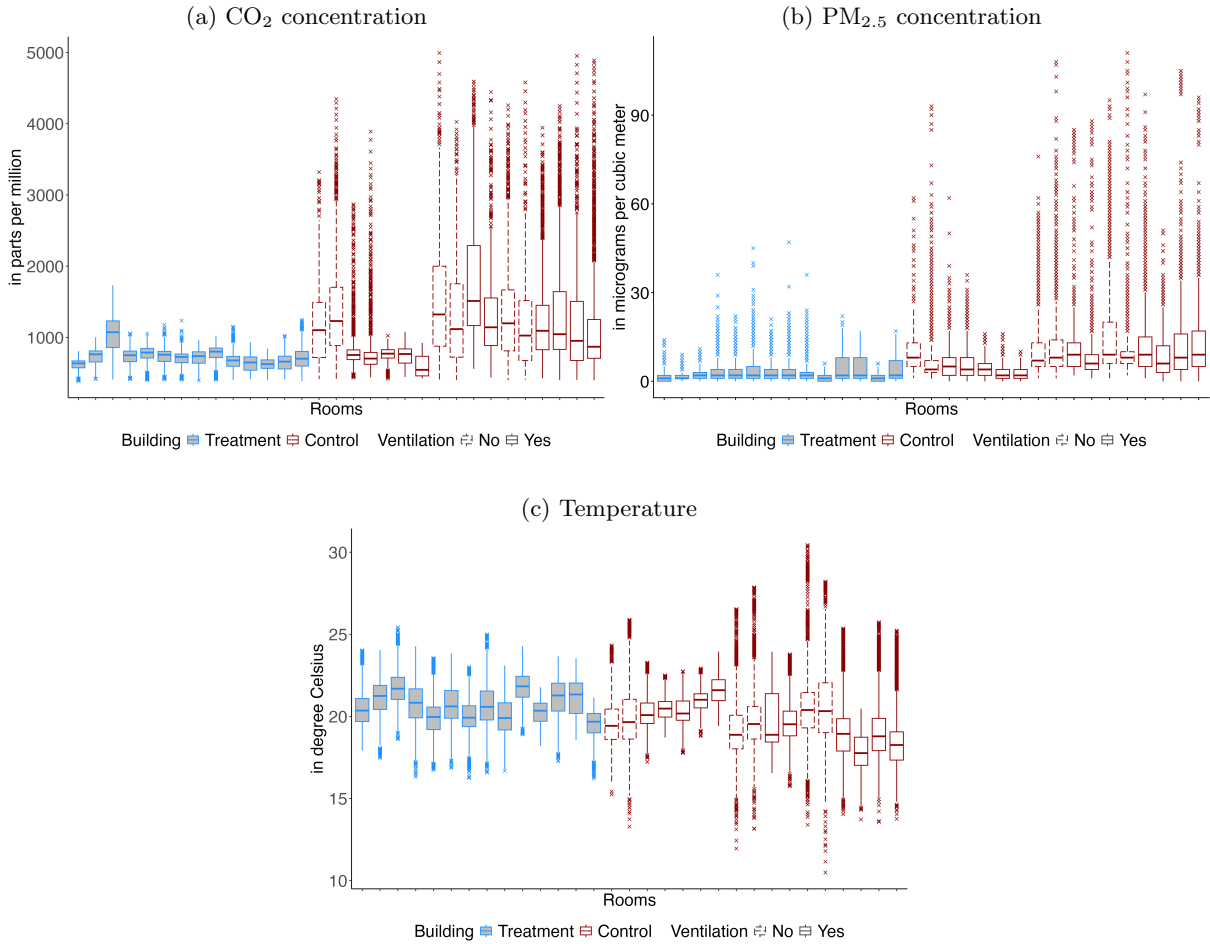 (a) CO₂ concentration
in parts per million
5000
4000
3000
2000
1000
Rooms
Building Treatment Control Ventilation No Yes
(b) PM₂.₅ concentration
in micrograms per cubic meter
90
60
30
0
Rooms
Building Treatment Control Ventilation No Yes
(c) Temperature
in degree Celsius
30
25
20
15
10
Rooms
Building Treatment Control Ventilation No Yes